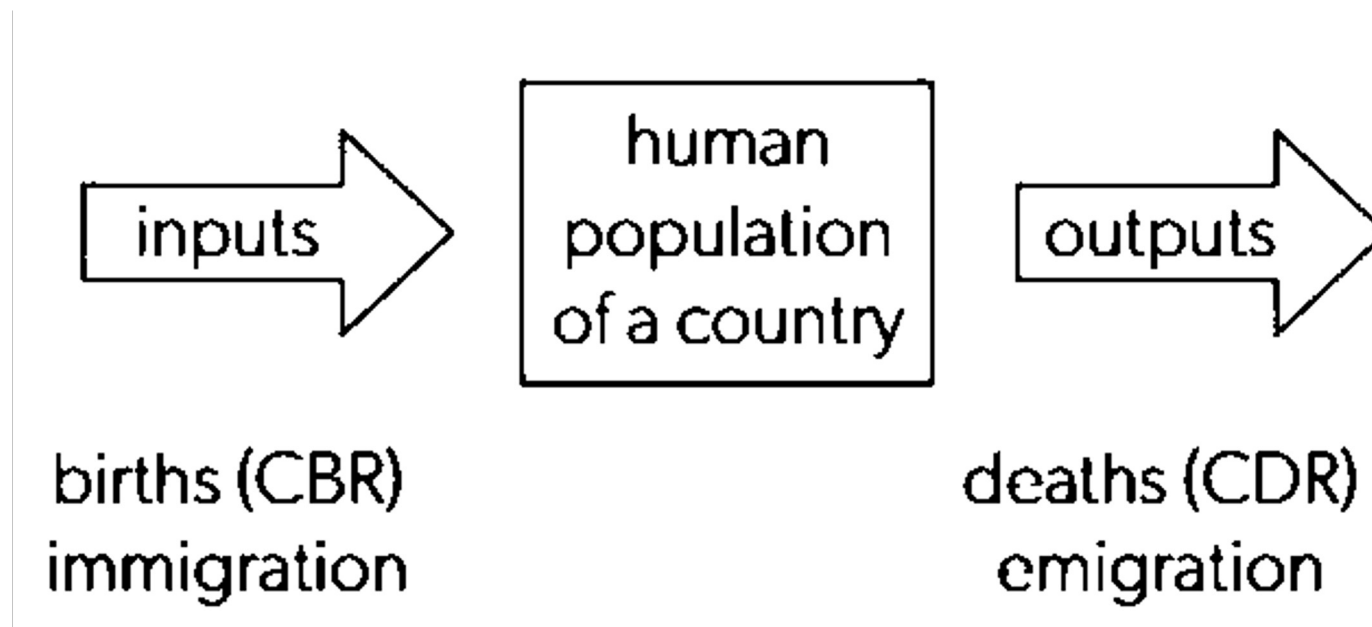 inputs
human
population
of a country
outputs
births (CBR)
immigration
deaths (CDR)
emigration